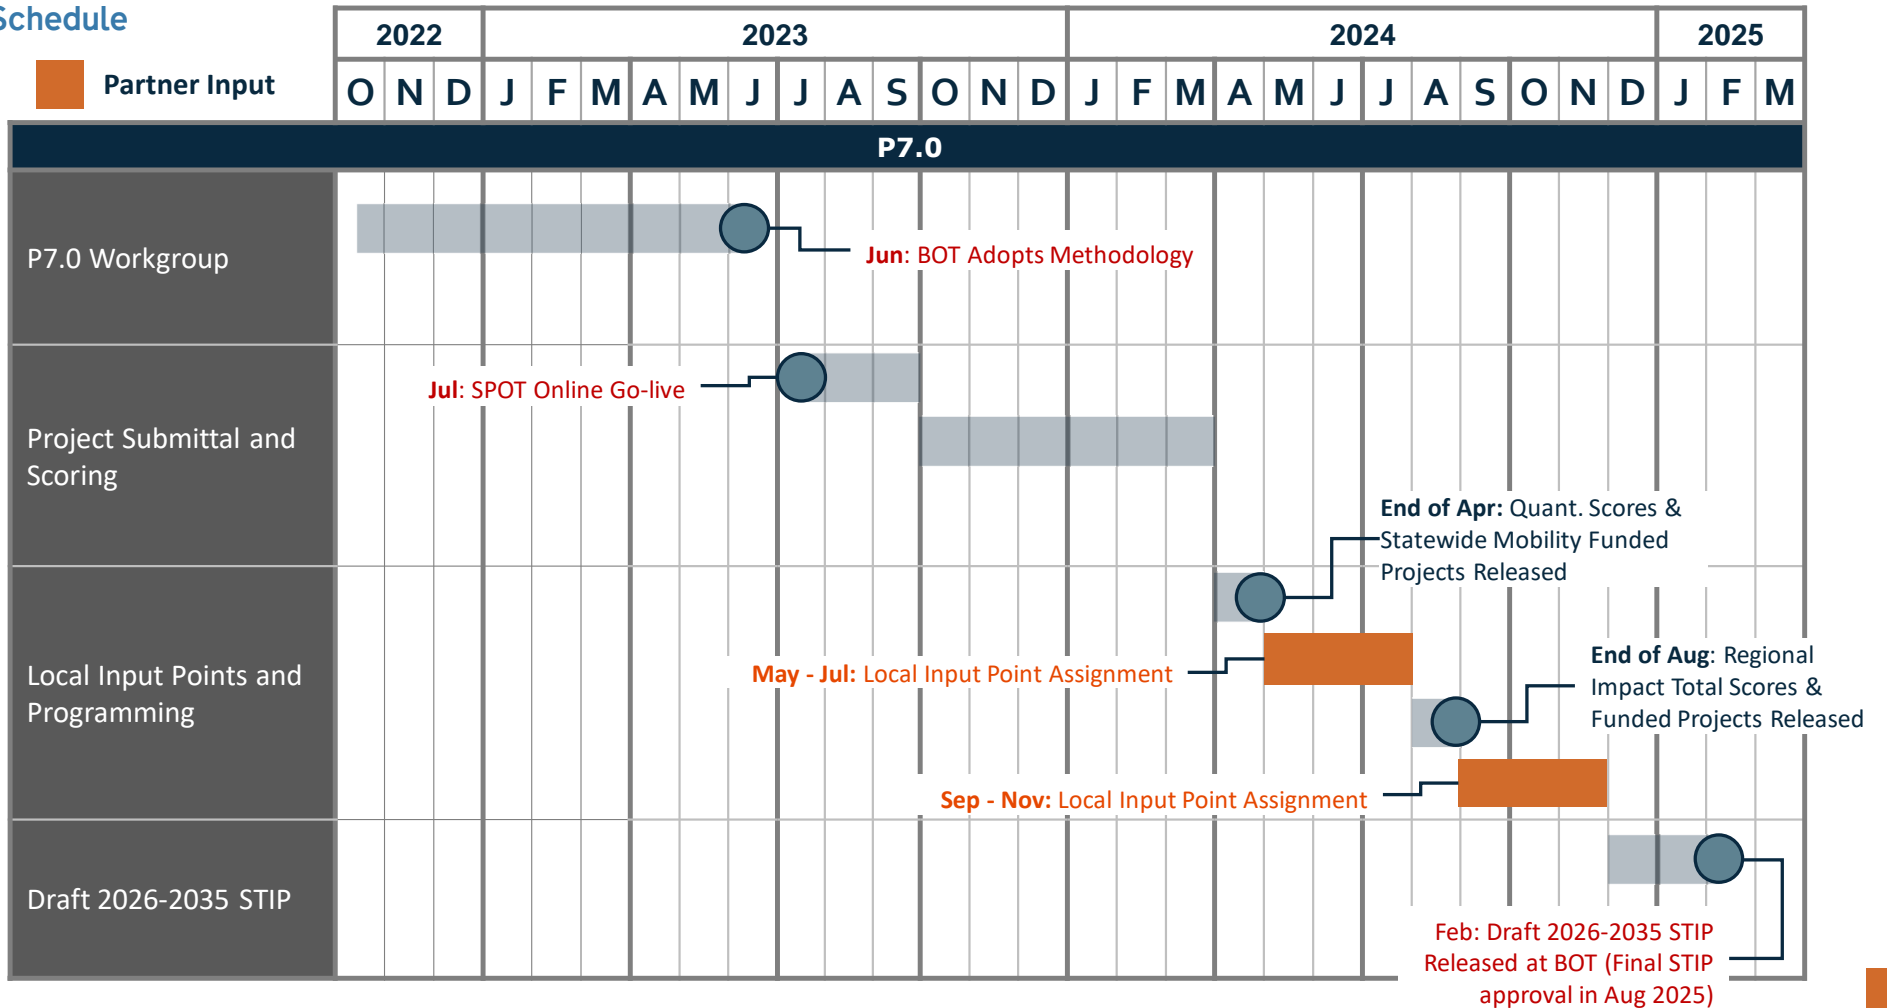 Schedule
Partner Input
2022 2023 2024 2025
O N D J F M A M J J A S O N D J F M A M J J A S O N D J F M
P7.0
P7.0 Workgroup
Jun: BOT Adopts Methodology
Jul: SPOT Online Go-live
Project Submittal and
Scoring
End of Apr: Quant. Scores &
Statewide Mobility Funded
Projects Released
Local Input Points and
Programming
May - Jul: Local Input Point Assignment
End of Aug: Regional
Impact Total Scores &
Funded Projects Released
Sep - Nov: Local Input Point Assignment
Draft 2026-2035 STIP
Feb: Draft 2026-2035 STIP
Released at BOT (Final STIP
approval in Aug 2025)